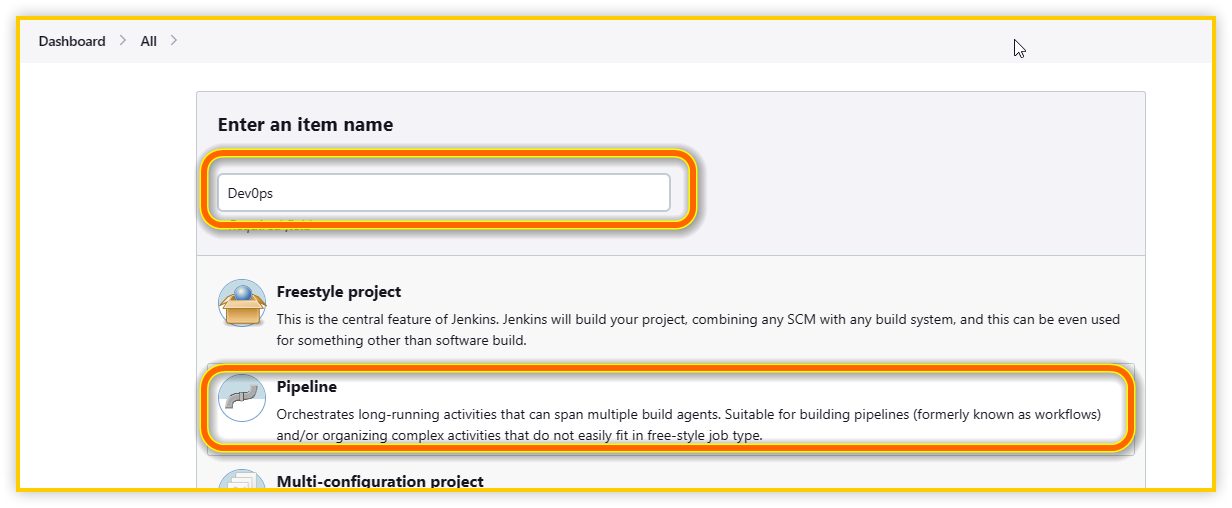 Dashboard > All >
Enter an item name
Dev0ps
Freestyle project
This is the central feature of Jenkins. Jenkins will build your project, combining any SCM with any build system, and this can be even used
for something other than software build.
Pipeline
Orchestrates long-running activities that can span multiple build agents. Suitable for building pipelines (formerly known as workflows)
and/or organizing complex activities that do not easily fit in free-style job type.
Multi-configuration project